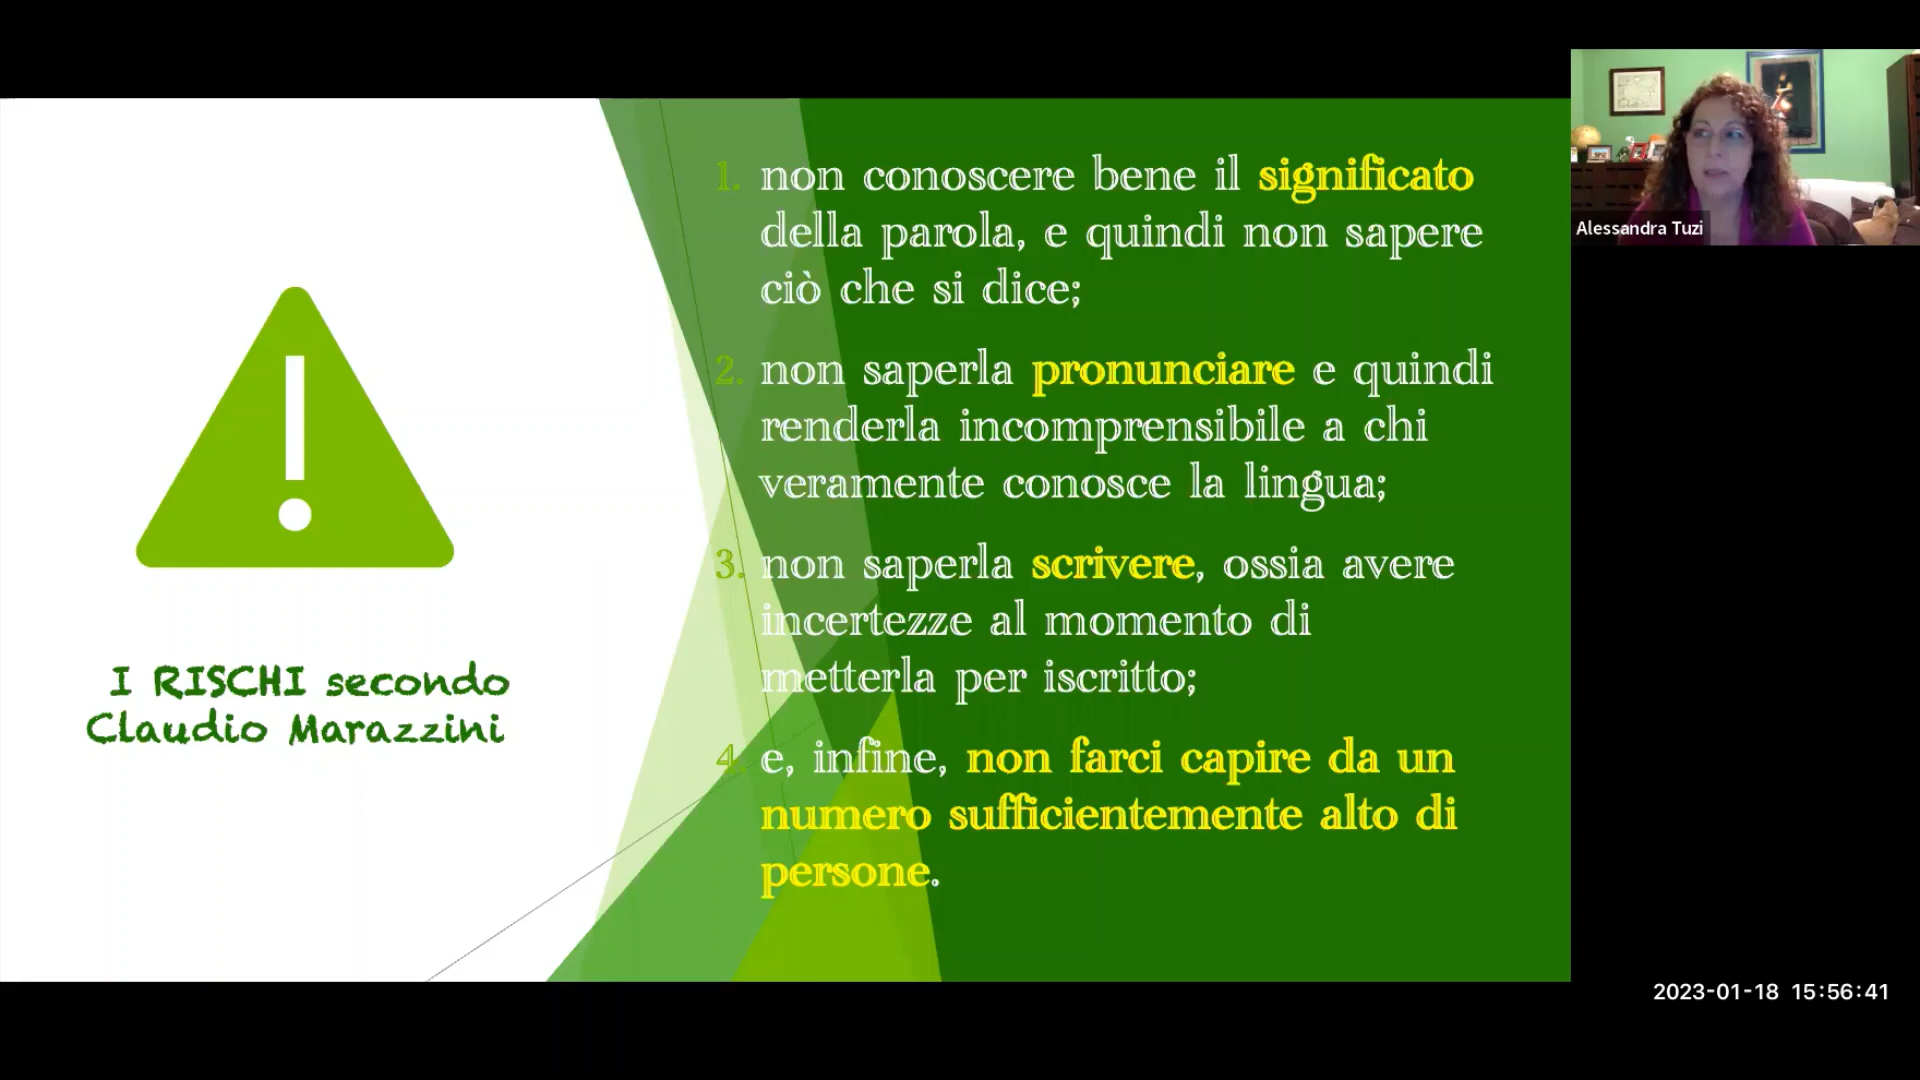 I RISCHI secondo
Claudio Marazzini
1. non conoscere bene il significato
della parola, e quindi non sapere
ciò che si dice;
2. non saperla pronunciare e quindi
renderla incomprensibile a chi
veramente conosce la lingua;
3. non saperla scrivere, ossia avere
incertezze al momento di
metterla per iscritto;
4. e, infine, non farci capire da un
numero sufficientemente alto di
persone.
Alessandra Tuzi
2023-01-18 15:56:41